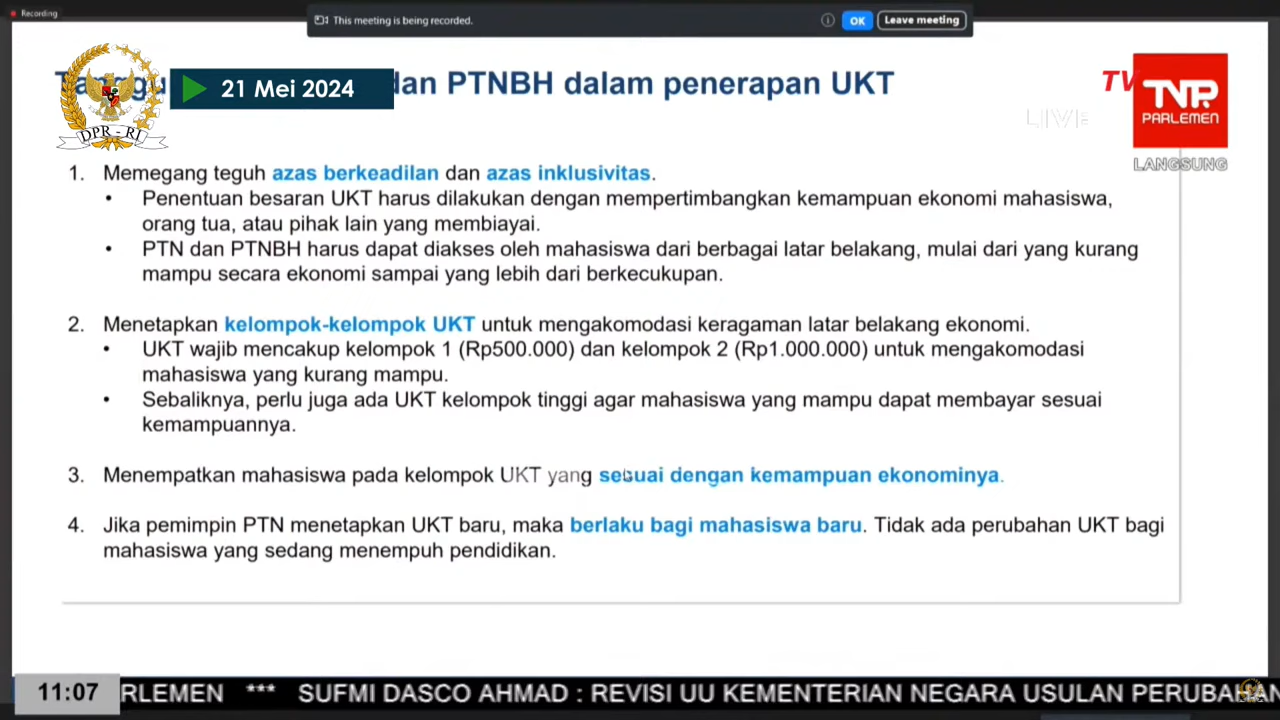 Recording
This meeting is being recorded.
OK
Leave meeting
21 Mei 2024
dan PTNBH dalam penerapan UKT
DPR - RI
TV
TVR
PARLEMEN
LIVE
LANGSUNG
1. Memegang teguh azas berkeadilan dan azas inklusivitas.
• Penentuan besaran UKT harus dilakukan dengan mempertimbangkan kemampuan ekonomi mahasiswa,
orang tua, atau pihak lain yang membiayai.
• PTN dan PTNBH harus dapat diakses oleh mahasiswa dari berbagai latar belakang, mulai dari yang kurang
mampu secara ekonomi sampai yang lebih dari berkecukupan.
2. Menetapkan kelompok-kelompok UKT untuk mengakomodasi keragaman latar belakang ekonomi.
• UKT wajib mencakup kelompok 1 (Rp500.000) dan kelompok 2 (Rp1.000.000) untuk mengakomodasi
mahasiswa yang kurang mampu.
• Sebaliknya, perlu juga ada UKT kelompok tinggi agar mahasiswa yang mampu dapat membayar sesuai
kemampuannya.
3. Menempatkan mahasiswa pada kelompok UKT yang sesuai dengan kemampuan ekonominya.
4. Jika pemimpin PTN menetapkan UKT baru, maka berlaku bagi mahasiswa baru. Tidak ada perubahan UKT bagi
mahasiswa yang sedang menempuh pendidikan.
11:07
RLEMEN *** SUFMI DASCO AHMAD : REVISI UU KEMENTERIAN NEGARA USULAN PERUBAHAN